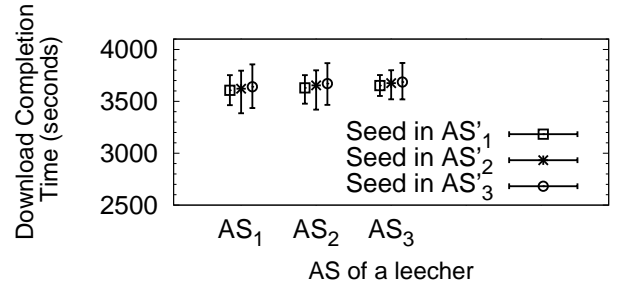 Download Completion
Time (seconds)
4000
3500
3000
2500
Seed in AS'1
Seed in AS'2
Seed in AS'3
AS1 AS2 AS3
AS of a leecher